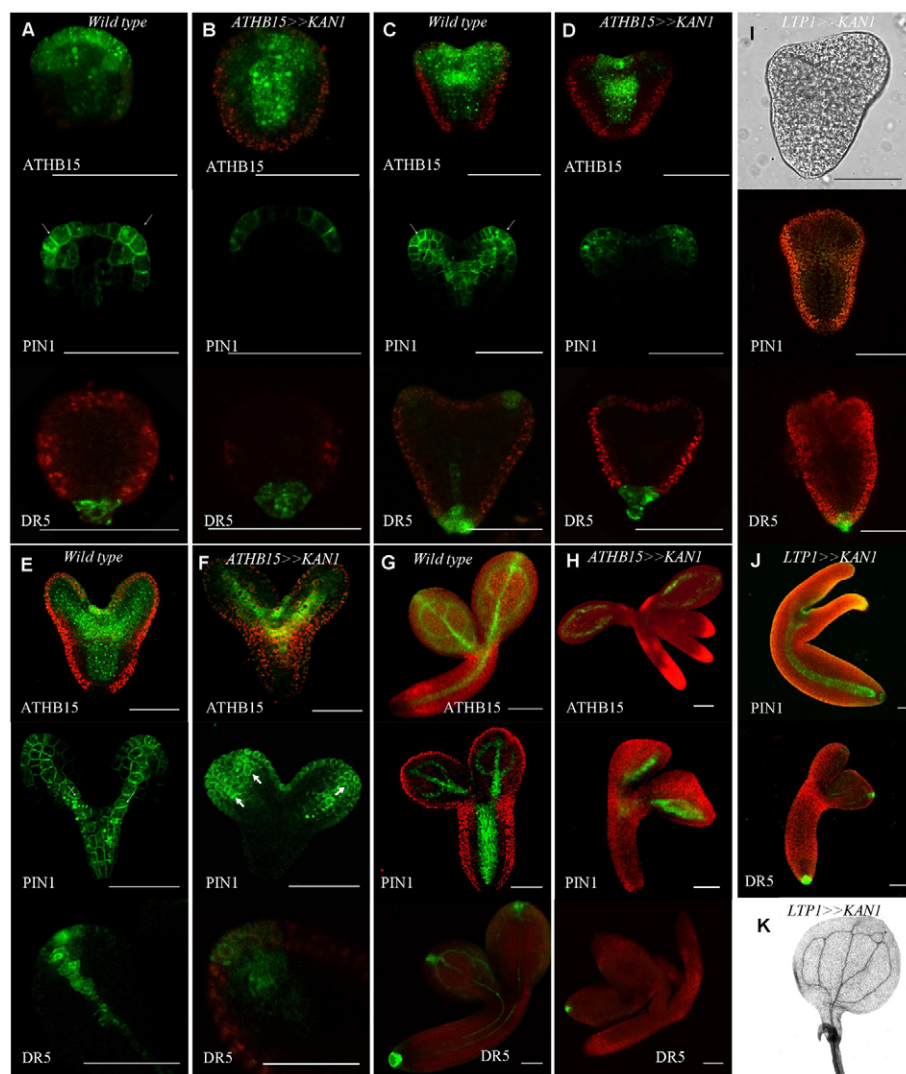 A Wild type
B ATHB15>>KAN1
C Wild type
D ATHB15>>KAN1
I LTP1>>KAN1
ATHB15
ATHB15
ATHB15
ATHB15
PIN1
PIN1
PIN1
PIN1
PIN1
DR5
DR5
DR5
DR5
DR5
E Wild type
F ATHB15>>KAN1
G Wild type
H ATHB15>>KAN1
J LTP1>>KAN1
ATHB15
ATHB15
ATHB15
ATHB15
PIN1
PIN1
PIN1
PIN1
PIN1
DR5
DR5
DR5
DR5
DR5
K LTP1>>KAN1